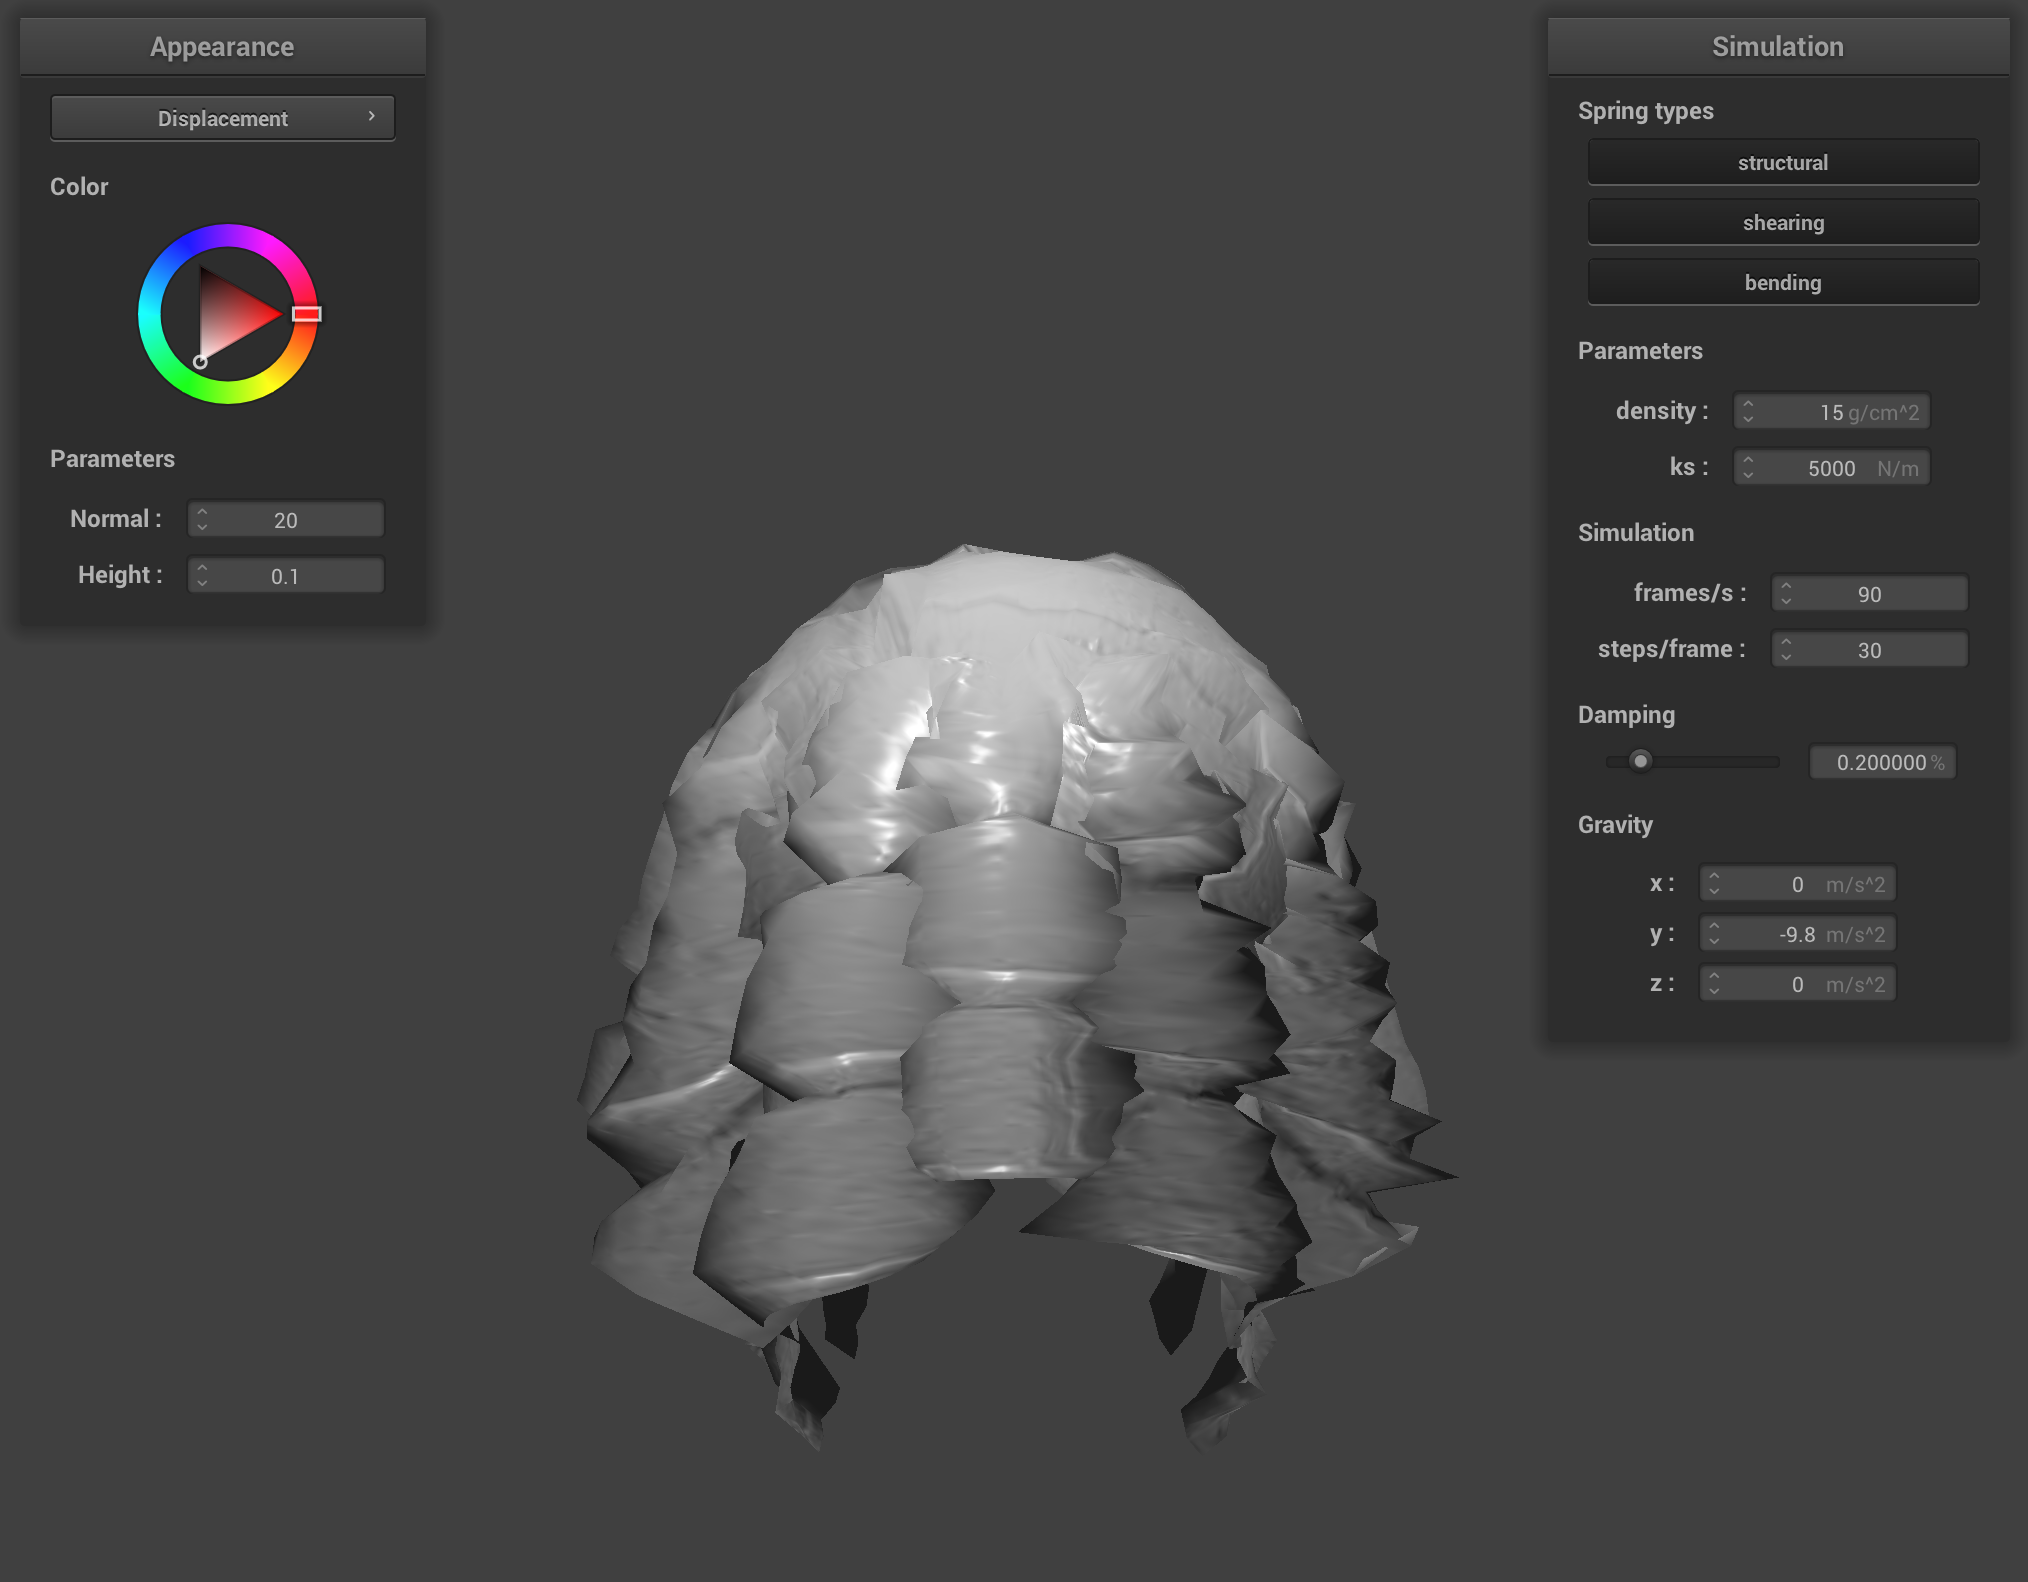 Appearance
Displacement
Color
Parameters
Normal : 20
Height : 0.1
Simulation
Spring types
structural
shearing
bending
Parameters
density : 15 g/cm^2
ks : 5000 N/m
Simulation
frames/s : 90
steps/frame : 30
Damping
0.200000 %
Gravity
x : 0 m/s^2
y : -9.8 m/s^2
z : 0 m/s^2